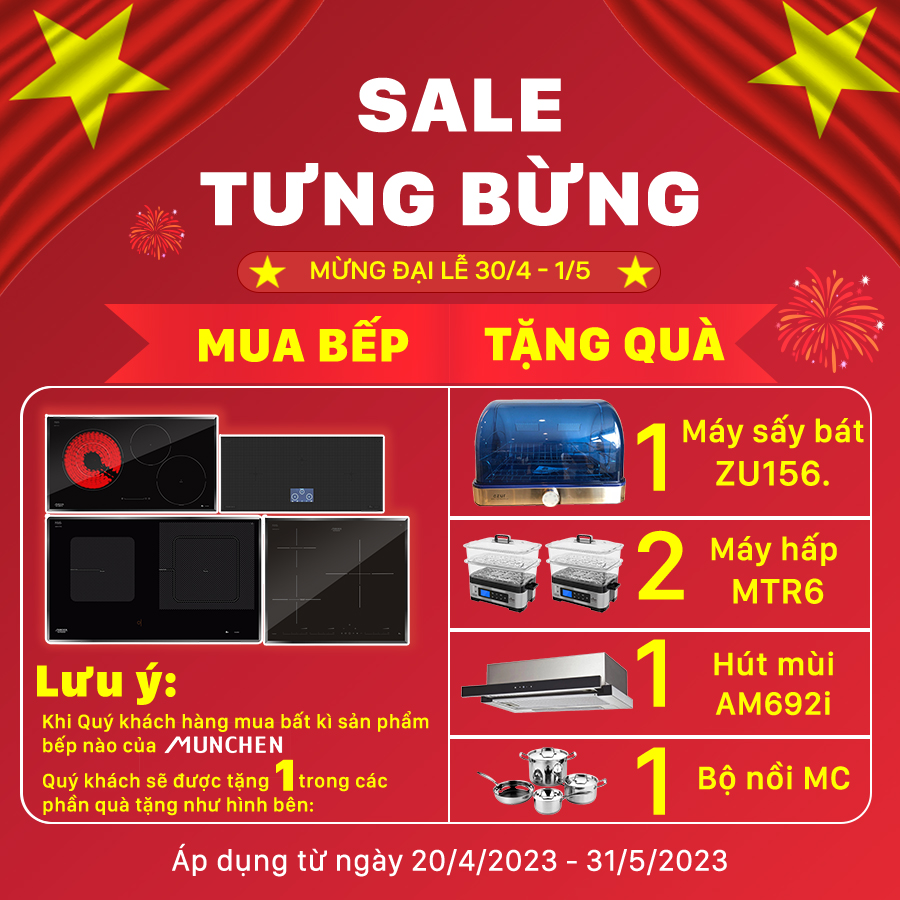 SALE
TƯNG BỪNG
MỪNG ĐẠI LỄ 30/4 - 1/5
MUA BẾP
TẶNG QUÀ
1 Máy sấy bát
ZU156.
2 Máy hấp
MTR6
1 Hút mùi
AM692i
1 Bộ nồi MC
Lưu ý:
Khi Quý khách hàng mua bất kì sản phẩm
bếp nào của MUNCHEN
Quý khách sẽ được tặng 1 trong các
phần quà tặng như hình bên:
Áp dụng từ ngày 20/4/2023 - 31/5/2023